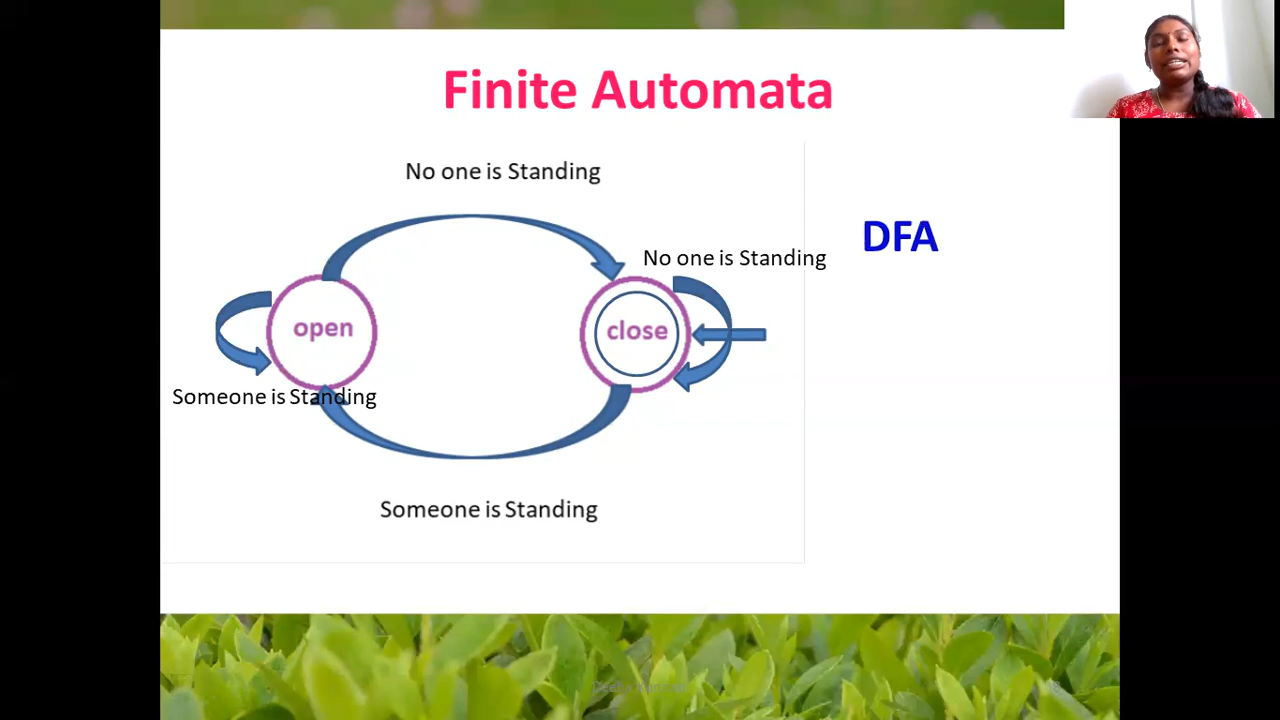 Finite Automata
No one is Standing
DFA
No one is Standing
open
close
Someone is Standing
Someone is Standing